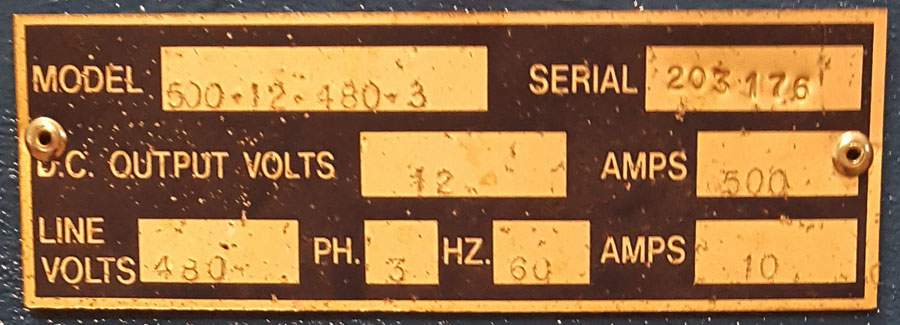 MODEL 500-12-480-3 SERIAL 203176
D.C. OUTPUT VOLTS 12 AMPS 500
LINE VOLTS 480 PH. 3 HZ. 60 AMPS 10